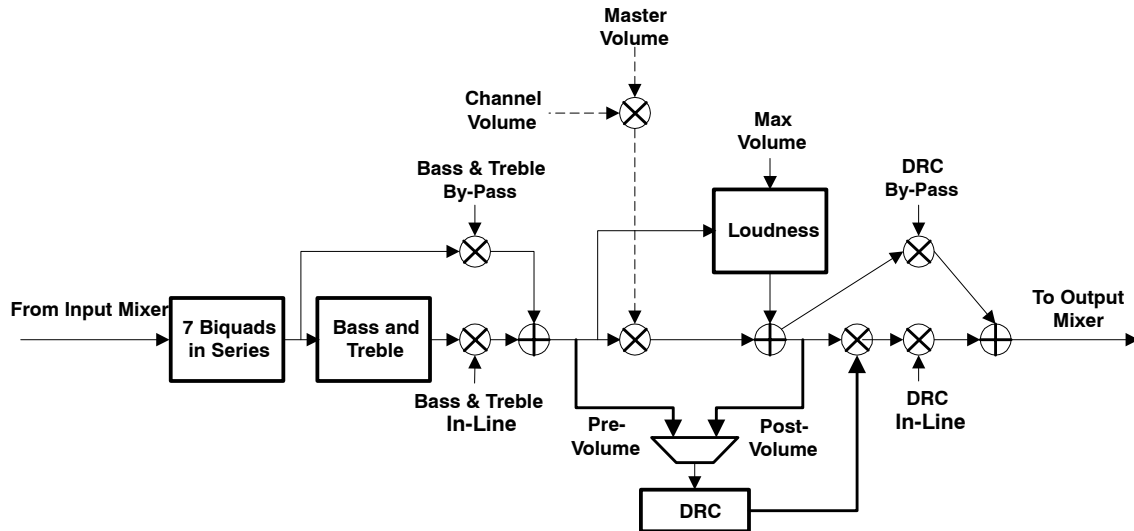 Master
Volume
Channel
Volume
Max
Volume
Bass & Treble
By-Pass
DRC
By-Pass
Loudness
From Input Mixer
7 Biquads
in Series
Bass and
Treble
To Output
Mixer
Bass & Treble
In-Line
Pre-
Volume
Post-
Volume
DRC
In-Line
DRC